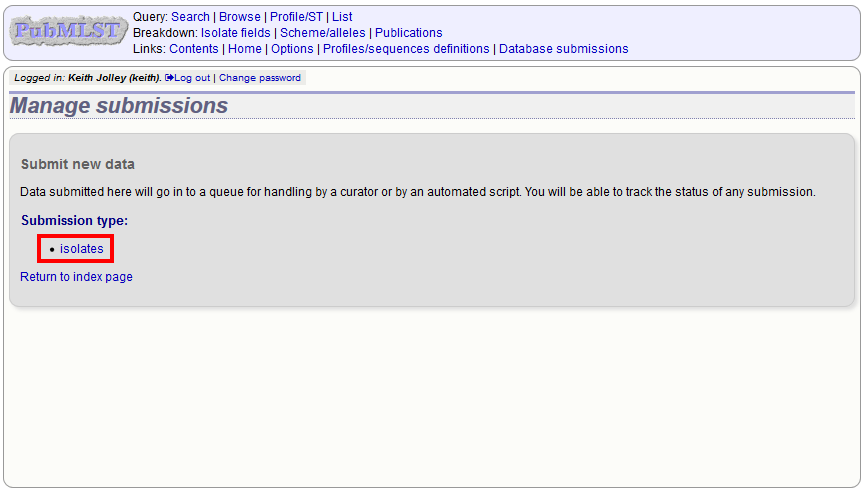 PubMLST
Query: Search | Browse | Profile/ST | List
Breakdown: Isolate fields | Scheme/alleles | Publications
Links: Contents | Home | Options | Profiles/sequences definitions | Database submissions
Logged in: Keith Jolley (keith). Log out | Change password
Manage submissions
Submit new data
Data submitted here will go in to a queue for handling by a curator or by an automated script. You will be able to track the status of any submission.
Submission type:
• isolates
Return to index page